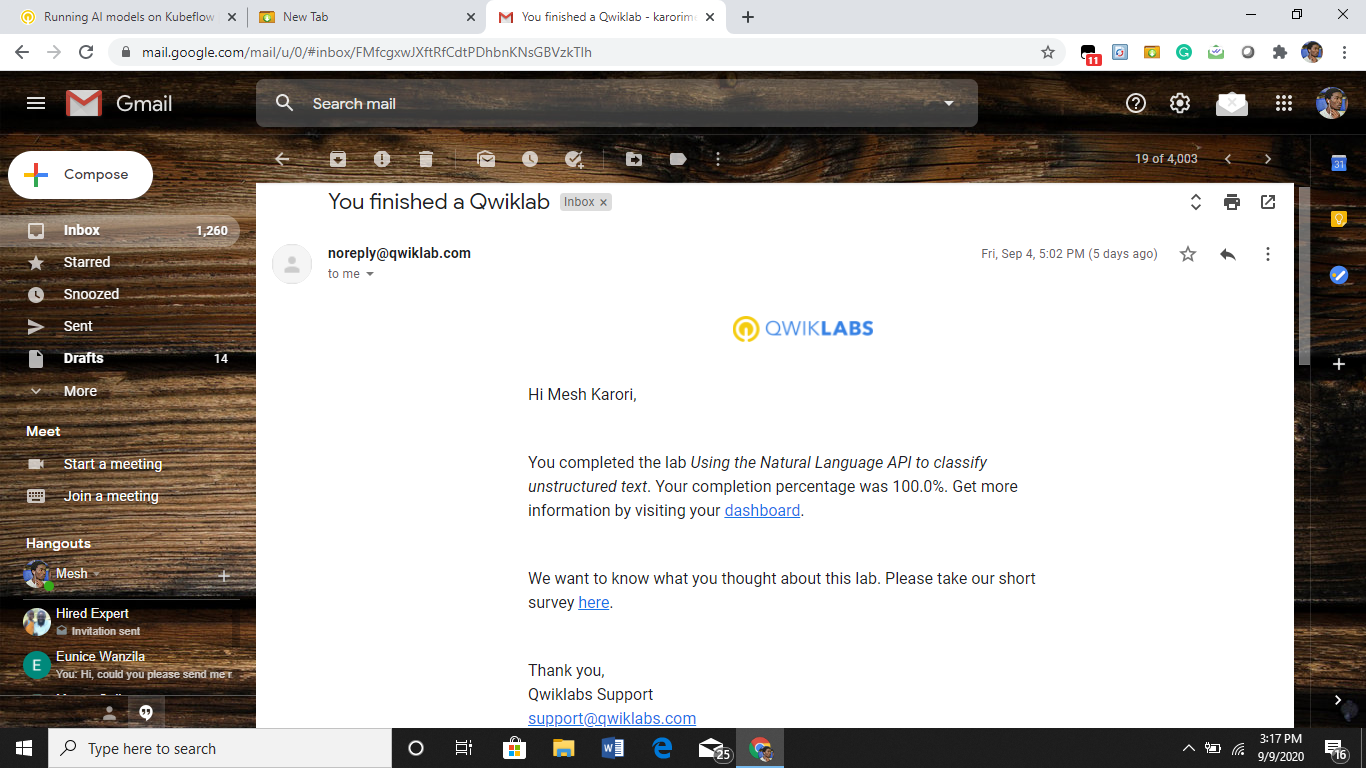 Running AI models on Kubeflow
New Tab
You finished a Qwiklab - karorim
mail.google.com/mail/u/0/#inbox/FMfcgxwJXftRfCdtPDhbnKNsGBVzkTlh
11
Gmail
Search mail
Compose
19 of 4,003
31
You finished a Qwiklab
Inbox x
Inbox 1,260
Starred
Snoozed
Sent
Drafts 14
More
Meet
Start a meeting
Join a meeting
Hangouts
Mesh
Hired Expert
Invitation sent
E
Eunice Wanzila
You: Hi, could you please send me r
noreply@qwiklab.com
to me
Fri, Sep 4, 5:02 PM (5 days ago)
QWIKLABS
Hi Mesh Karori,
You completed the lab Using the Natural Language API to classify
unstructured text. Your completion percentage was 100.0%. Get more
information by visiting your dashboard.
We want to know what you thought about this lab. Please take our short
survey here.
Thank you,
Qwiklabs Support
support@qwiklabs.com
Type here to search
W
25
3:17 PM
9/9/2020
16